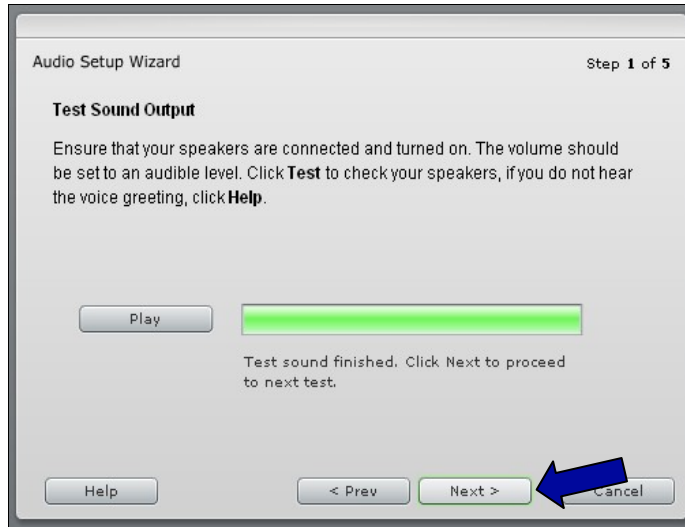 Audio Setup Wizard
Step 1 of 5
Test Sound Output
Ensure that your speakers are connected and turned on. The volume should
be set to an audible level. Click Test to check your speakers, if you do not hear
the voice greeting, click Help.
Play
Test sound finished. Click Next to proceed
to next test.
Help
< Prev
Next >
Cancel